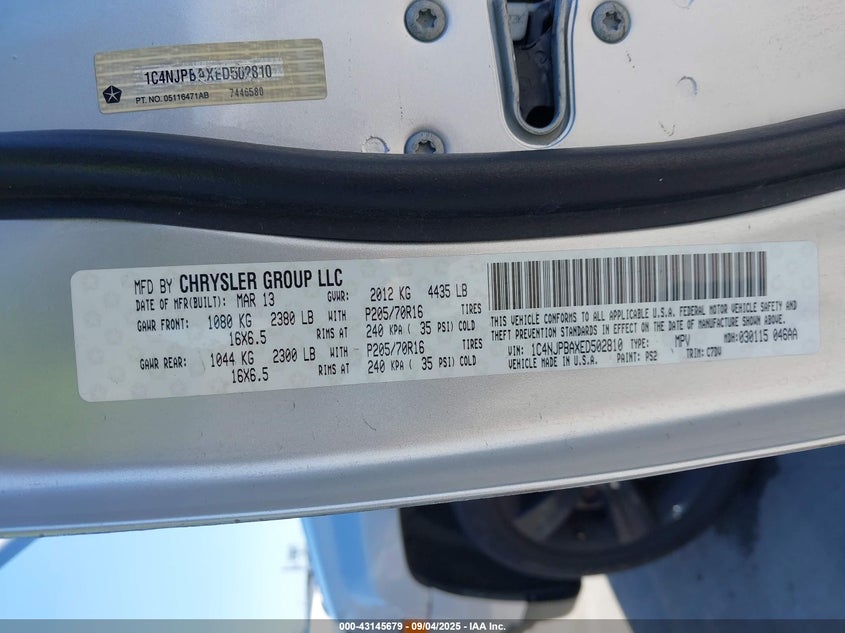 1C4NJPBAXED502810
PT. NO. 05116471AB 7446580
MFD BY CHRYSLER GROUP LLC
DATE OF MFR(BUILT): MAR 13 GVWR: 2012 KG 4435 LB
GAWR FRONT: 1080 KG 2380 LB WITH P205/70R16 TIRES
16X6.5 RIMS AT 240 KPA ( 35 PSI) COLD
GAWR REAR: 1044 KG 2300 LB WITH P205/70R16 TIRES
16X6.5 RIMS AT 240 KPA ( 35 PSI) COLD
THIS VEHICLE CONFORMS TO ALL APPLICABLE U.S.A. FEDERAL MOTOR VEHICLE SAFETY AND
THEFT PREVENTION STANDARDS IN EFFECT ON THE DATE OF MANUFACTURE SHOWN ABOVE.
VIN: 1C4NJPBAXED502810 TYPE: MPV MDH: 030115 046AA
VEHICLE MADE IN U.S.A. PAINT: PS2 TRIM: C7DV
000-43145679 - 09/04/2025 - IAA Inc.